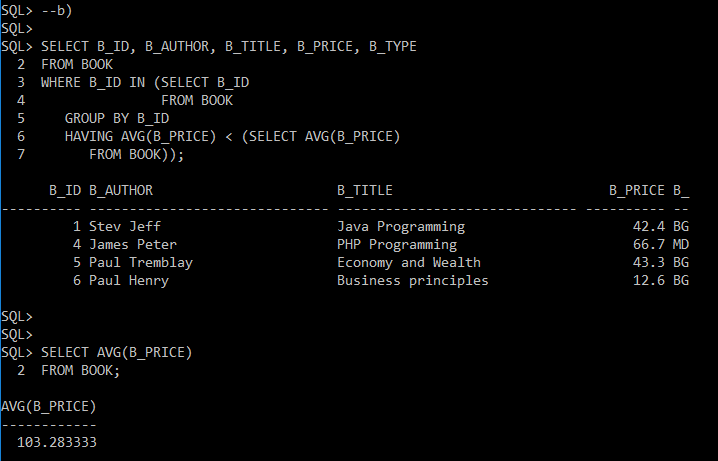 SQL> --b)
SQL>
SQL> SELECT B_ID, B_AUTHOR, B_TITLE, B_PRICE, B_TYPE
  2  FROM BOOK
  3  WHERE B_ID IN (SELECT B_ID
  4                 FROM BOOK
  5     GROUP BY B_ID
  6     HAVING AVG(B_PRICE) < (SELECT AVG(B_PRICE)
  7        FROM BOOK));
      B_ID B_AUTHOR                       B_TITLE                           B_PRICE B_
---------- ------------------------------ ------------------------------ ---------- --
         1 Stev Jeff                      Java Programming                     42.4 BG
         4 James Peter                    PHP Programming                      66.7 MD
         5 Paul Tremblay                  Economy and Wealth                   43.3 BG
         6 Paul Henry                     Business principles                  12.6 BG
SQL>
SQL>
SQL> SELECT AVG(B_PRICE)
  2  FROM BOOK;
AVG(B_PRICE)
------------
  103.283333